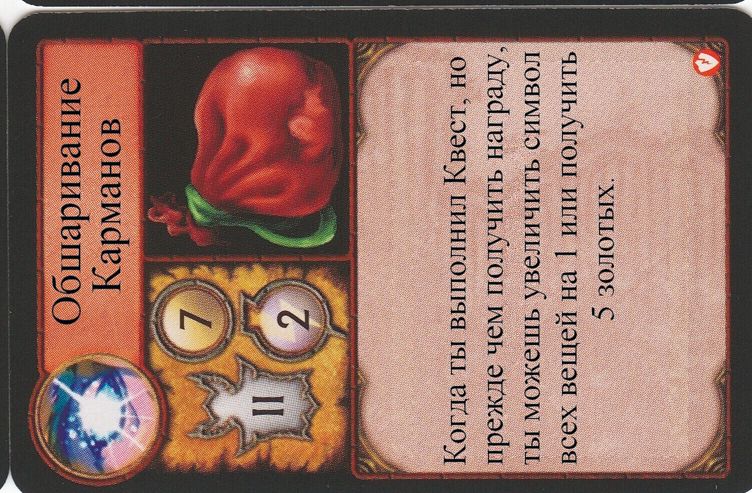 Обшаривание
Карманов
7
II
2
Когда ты выполнил Квест, но
прежде чем получить награду,
ты можешь увеличить символ
всех вещей на 1 или получить
5 золотых.